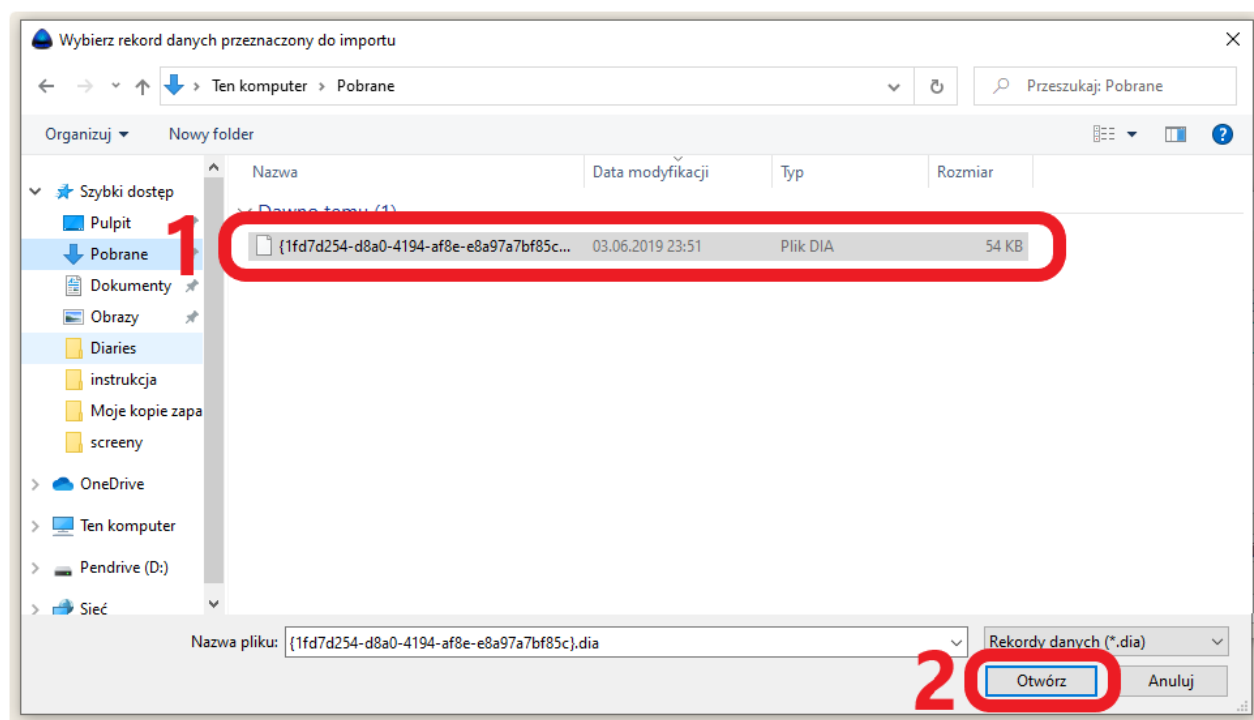 Wybierz rekord danych przeznaczony do importu
Ten komputer > Pobrane
Przeszukaj: Pobrane
Organizuj
Nowy folder
Nazwa
Data modyfikacji
Typ
Rozmiar
Szybki dostęp
Dawno temu (1)
Pulpit
1
{1fd7d254-d8a0-4194-af8e-e8a97a7bf85c...
03.06.2019 23:51
Plik DIA
54 KB
Pobrane
Dokumenty
Obrazy
Diaries
instrukcja
Moje kopie zapa
screeny
OneDrive
Ten komputer
Pendrive (D:)
Sieć
Nazwa pliku: {1fd7d254-d8a0-4194-af8e-e8a97a7bf85c}.dia
Rekordy danych (*.dia)
2
Otwórz
Anuluj